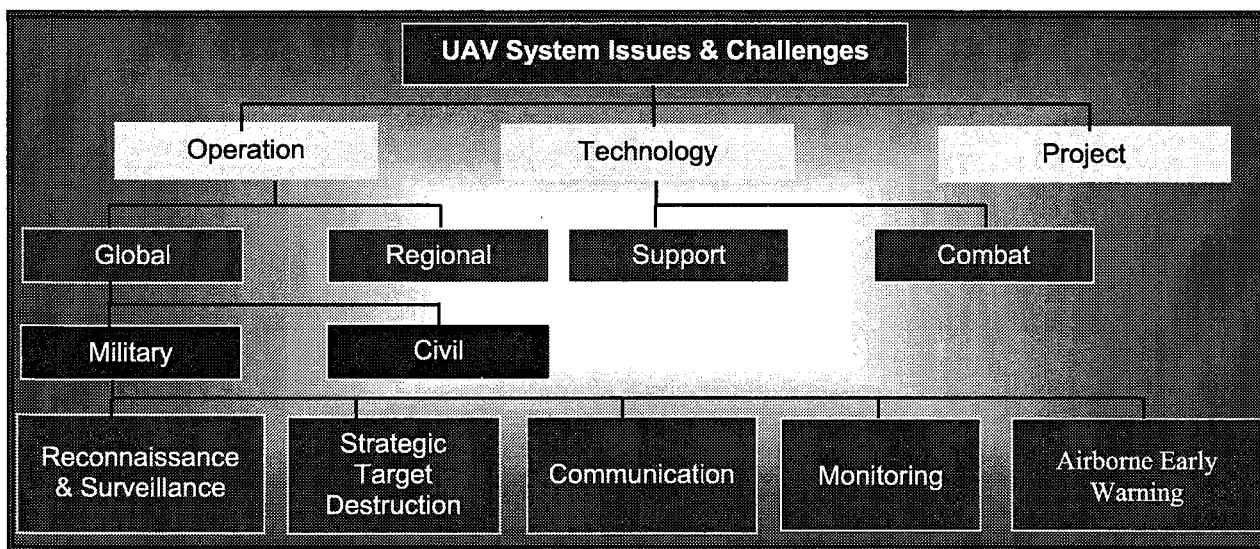 UAV System Issues & Challenges
Operation
Technology
Project
Global
Regional
Support
Combat
Military
Civil
Reconnaissance
& Surveillance
Strategic
Target
Destruction
Communication
Monitoring
Airborne Early
Warning